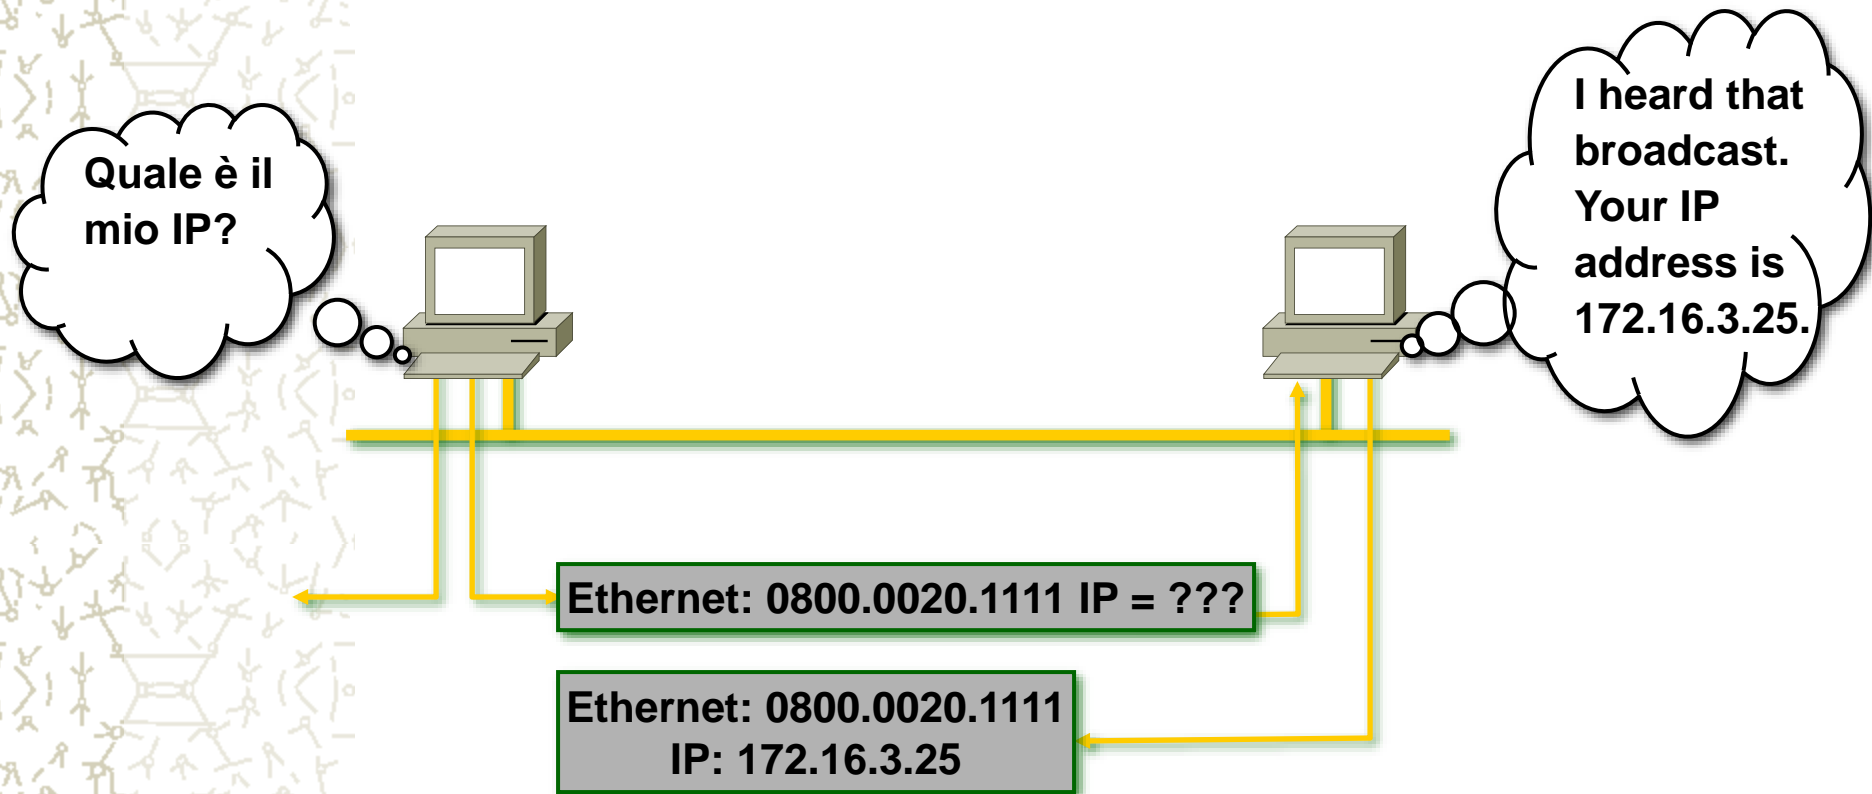 Quale è il
mio IP?
I heard that
broadcast.
Your IP
address is
172.16.3.25.
Ethernet: 0800.0020.1111 IP = ???
Ethernet: 0800.0020.1111
IP: 172.16.3.25